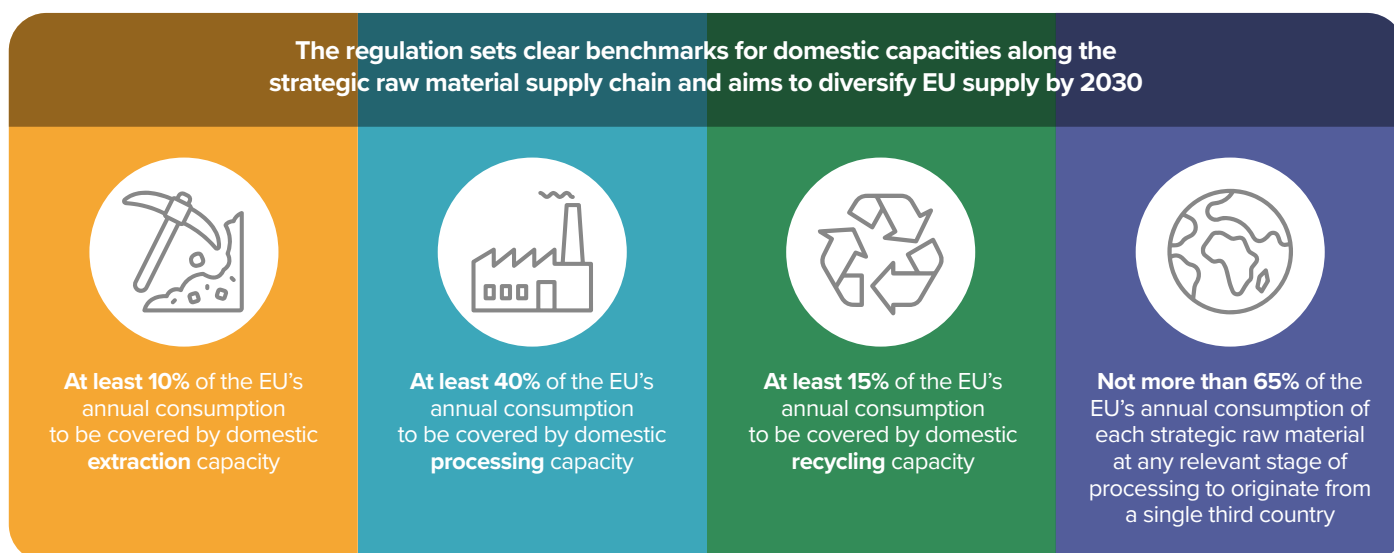 The regulation sets clear benchmarks for domestic capacities along the
strategic raw material supply chain and aims to diversify EU supply by 2030
At least 10% of the EU’s
annual consumption
to be covered by domestic
extraction capacity
At least 40% of the EU’s
annual consumption
to be covered by domestic
processing capacity
At least 15% of the EU’s
annual consumption
to be covered by domestic
recycling capacity
Not more than 65% of the
EU’s annual consumption of
each strategic raw material
at any relevant stage of
processing to originate from
a single third country